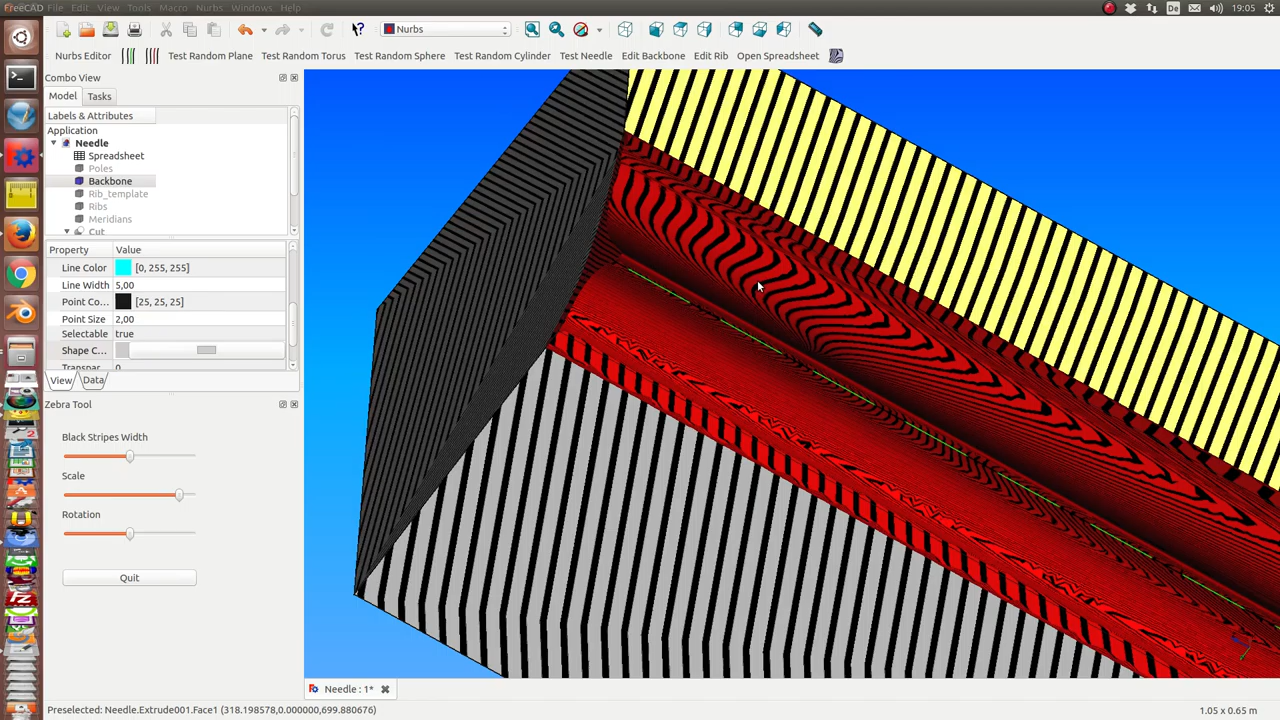 FreeCAD File Edit View Tools Macro Nurbs Windows Help
De 19:05
Nurbs
Nurbs Editor Test Random Plane Test Random Torus Test Random Sphere Test Random Cylinder Test Needle Edit Backbone Edit Rib Open Spreadsheet
Combo View
Model Tasks
Labels & Attributes
Application
Needle
Spreadsheet
Poles
Backbone
Rib_template
Ribs
Meridians
Cut
Property Value
Line Color [0, 255, 255]
Line Width 5,00
Point Co... [25, 25, 25]
Point Size 2,00
Selectable true
Shape C...
Transpar 0
View Data
Zebra Tool
Black Stripes Width
Scale
Rotation
Quit
Needle : 1*
Preselected: Needle.Extrude001.Face1 (318.198578,0.000000,699.880676)
1.05 x 0.65 m